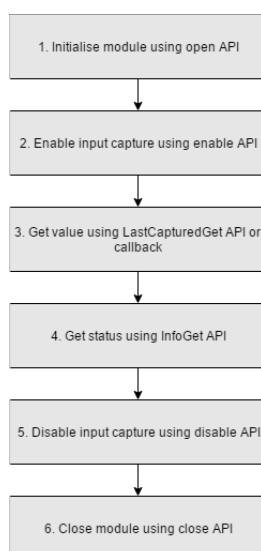 1. Initialise module using open API
2. Enable input capture using enable API
3. Get value using LastCapturedGet API or
callback
4. Get status using InfoGet API
5. Disable input capture using disable API
6. Close module using close API